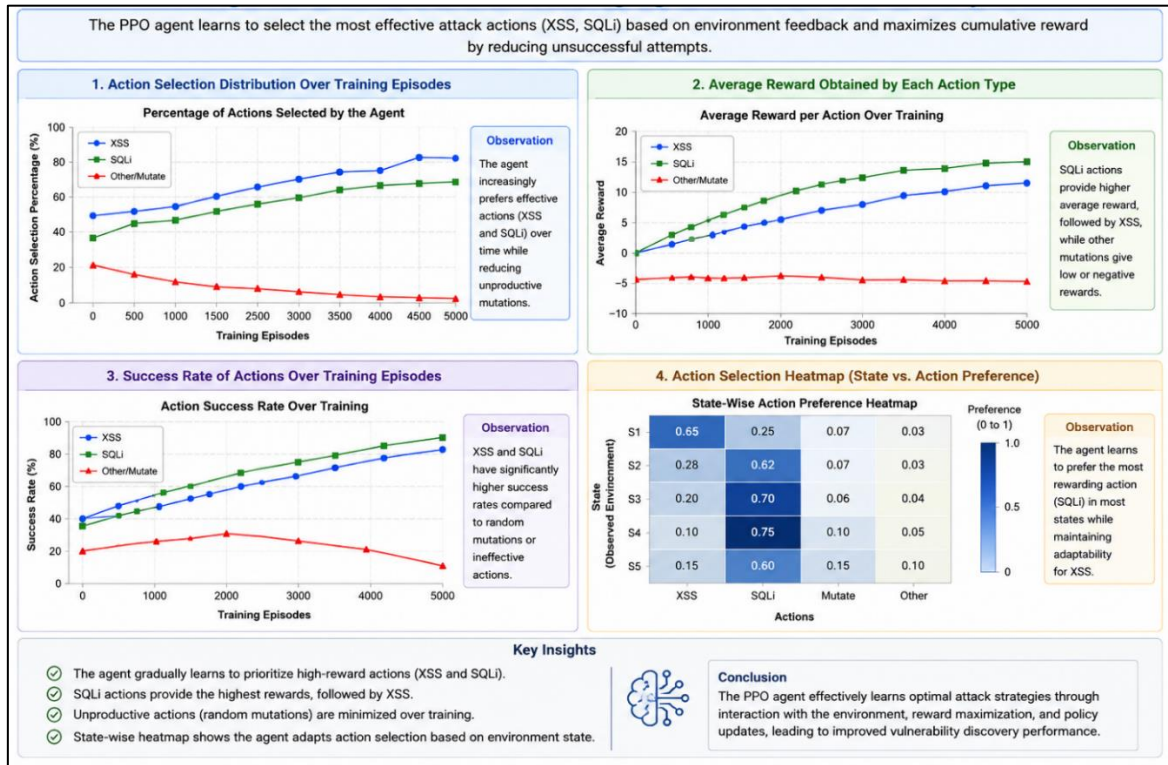 The PPO agent learns to select the most effective attack actions (XSS, SQLi) based on environment feedback and maximizes cumulative reward
by reducing unsuccessful attempts.
1. Action Selection Distribution Over Training Episodes
Percentage of Actions Selected by the Agent
Action Selection Percentage (%)
100
80
60
40
20
0
XSS
SQLi
Other/Mutate
0 500 1000 1500 2500 3000 3500 4000 4500 5000
Training Episodes
Observation
The agent
increasingly
prefers effective
actions (XSS
and SQLi) over
time while
reducing
unproductive
mutations.
2. Average Reward Obtained by Each Action Type
Average Reward per Action Over Training
Average Reward
20
15
10
5
0
−5
−10
XSS
SQLi
Other/Mutate
0 1000 2000 3000 4000 5000
Training Episodes
Observation
SQLi actions
provide higher
average reward,
followed by XSS,
while other
mutations give
low or negative
rewards.
3. Success Rate of Actions Over Training Episodes
Action Success Rate Over Training
Success Rate (%)
100
80
60
40
20
0
XSS
SQLi
Other/Mutate
0 500 1000 2000 3000 4000 5000
Training Episodes
Observation
XSS and SQLi
have significantly
higher success
rates compared
to random
mutations or
ineffective
actions.
4. Action Selection Heatmap (State vs. Action Preference)
State-Wise Action Preference Heatmap
State
(Observed Envincnment)
S1 0.65 0.25 0.07 0.03
S2 0.28 0.62 0.07 0.03
S3 0.20 0.70 0.06 0.04
S4 0.10 0.75 0.10 0.05
S5 0.15 0.60 0.15 0.10
XSS SQLi Mutate Other
Actions
Preference
(0 to 1)
1.0
0.5
0
Observation
The agent learns
to prefer the most
rewarding action
(SQLi) in most
states while
maintaining
adaptability
for XSS.
Key Insights
The agent gradually learns to prioritize high-reward actions (XSS and SQLi).
SQLi actions provide the highest rewards, followed by XSS.
Unproductive actions (random mutations) are minimized over training.
State-wise heatmap shows the agent adapts action selection based on environment state.
Conclusion
The PPO agent effectively learns optimal attack strategies through
interaction with the environment, reward maximization, and policy
updates, leading to improved vulnerability discovery performance.